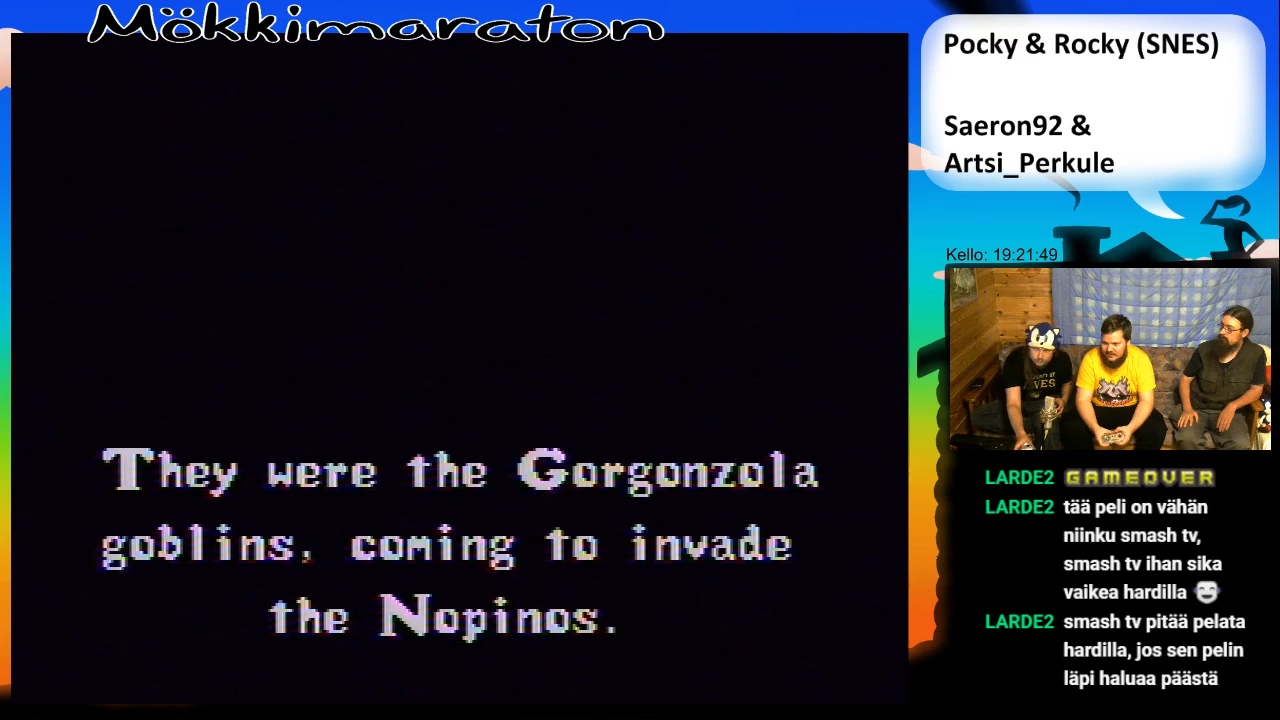 Mökkimaraton
Pocky & Rocky (SNES)
Saeron92 &
Artsi_Perkule
Kello: 19:21:49
They were the Gorgonzola
goblins, coming to invade
the Nopinos.
LARDE2 GAMEOVER
LARDE2 tää peli on vähän
niinku smash tv,
smash tv ihan sika
vaikea hardilla
LARDE2 smash tv pitää pelata
hardilla, jos sen pelin
läpi haluaa päästä